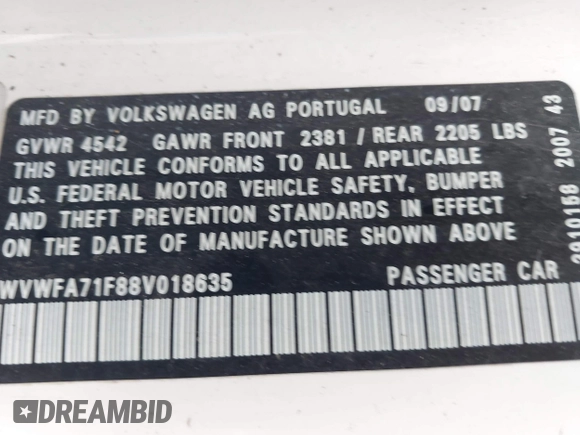 MFD BY VOLKSWAGEN AG PORTUGAL 09/07
GVWR 4542 GAWR FRONT 2381 / REAR 2205 LBS
THIS VEHICLE CONFORMS TO ALL APPLICABLE
U.S. FEDERAL MOTOR VEHICLE SAFETY, BUMPER
AND THEFT PREVENTION STANDARDS IN EFFECT
ON THE DATE OF MANUFACTURE SHOWN ABOVE
WVWFA71F88V018635 PASSENGER CAR
2007 43
DREAMBID